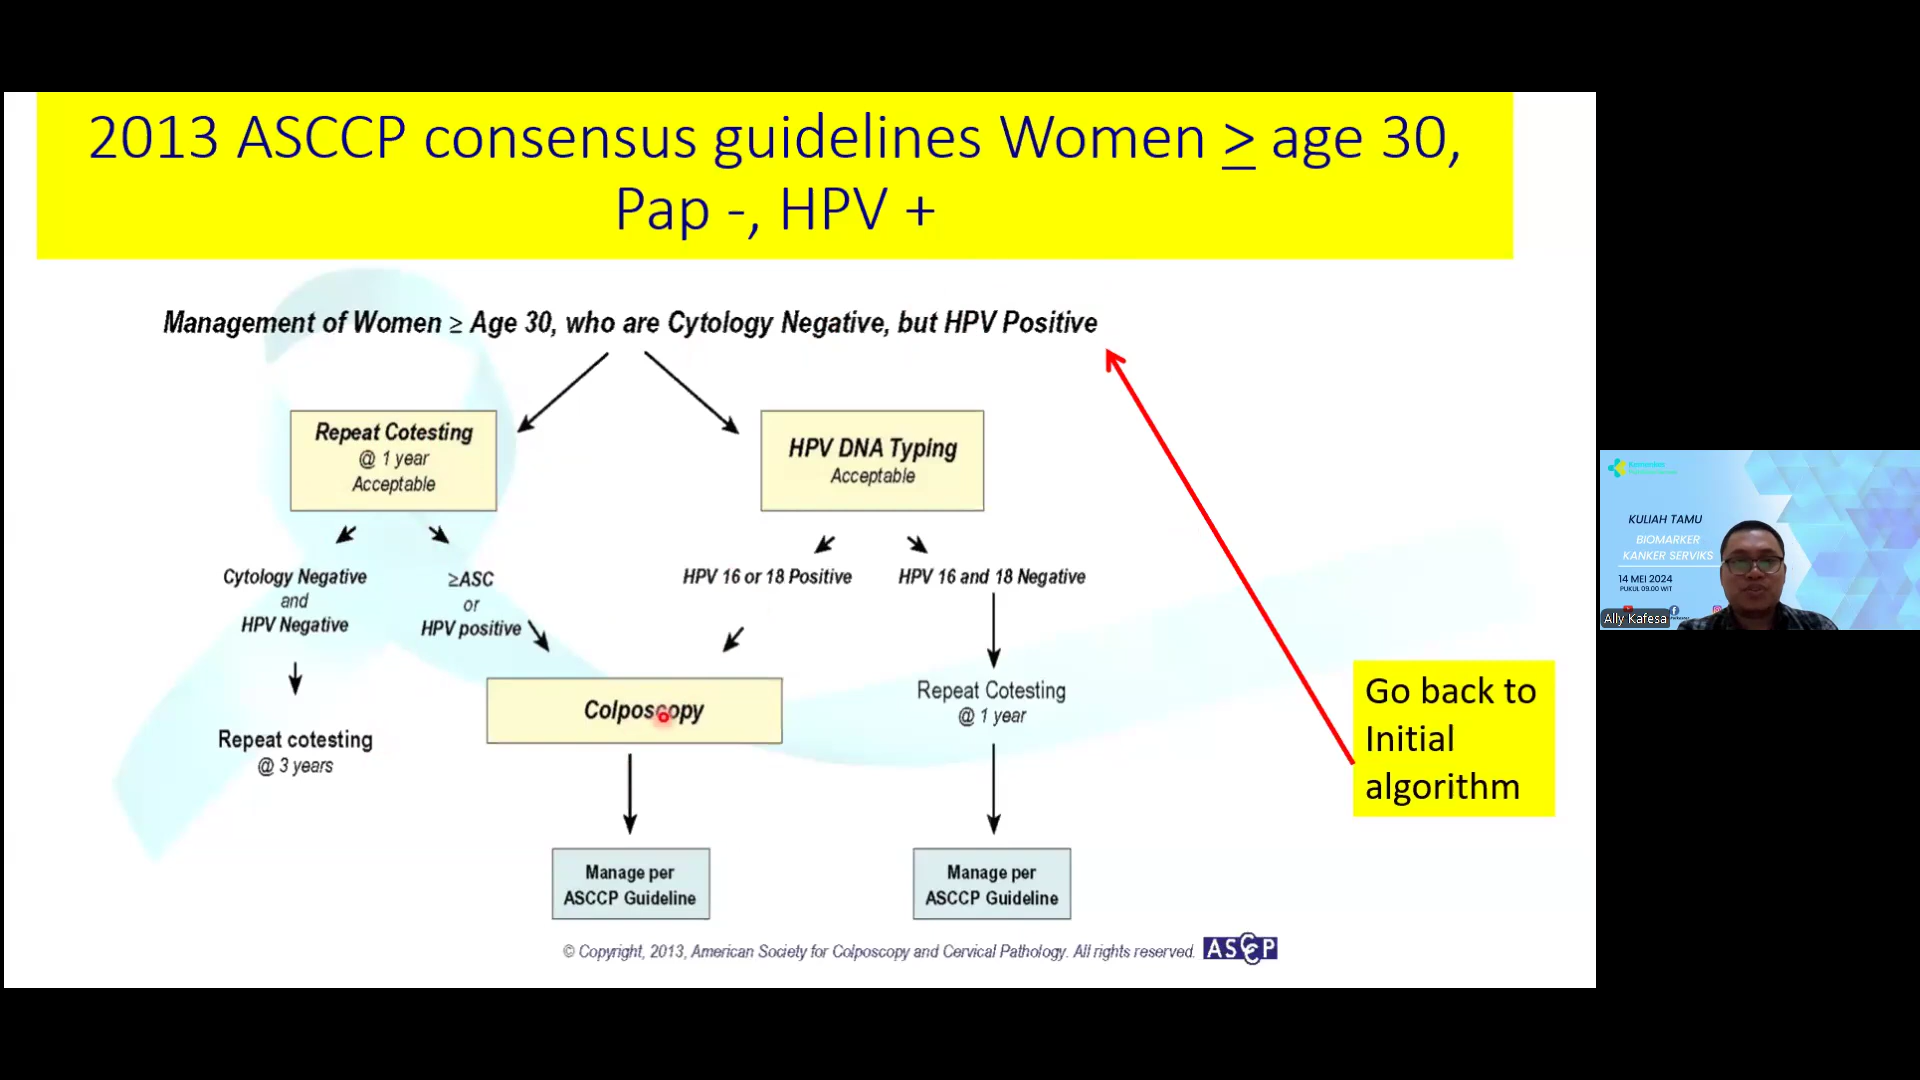 2013 ASCCP consensus guidelines Women ≥ age 30,
Pap -, HPV +
Management of Women ≥ Age 30, who are Cytology Negative, but HPV Positive
Repeat Cotesting
@ 1 year
Acceptable
HPV DNA Typing
Acceptable
Cytology Negative
and
HPV Negative
≥ASC
or
HPV positive
HPV 16 or 18 Positive
HPV 16 and 18 Negative
Repeat cotesting
@ 3 years
Colposcopy
Repeat Cotesting
@ 1 year
Manage per
ASCCP Guideline
Manage per
ASCCP Guideline
© Copyright, 2013, American Society for Colposcopy and Cervical Pathology. All rights reserved.
ASCCP
Go back to
Initial
algorithm
Kemenkes
KULIAH TAMU
BIOMARKER
KANKER SERVIKS
14 MEI 2024
PUKUL 09.00 WIT
Ally Kafesa